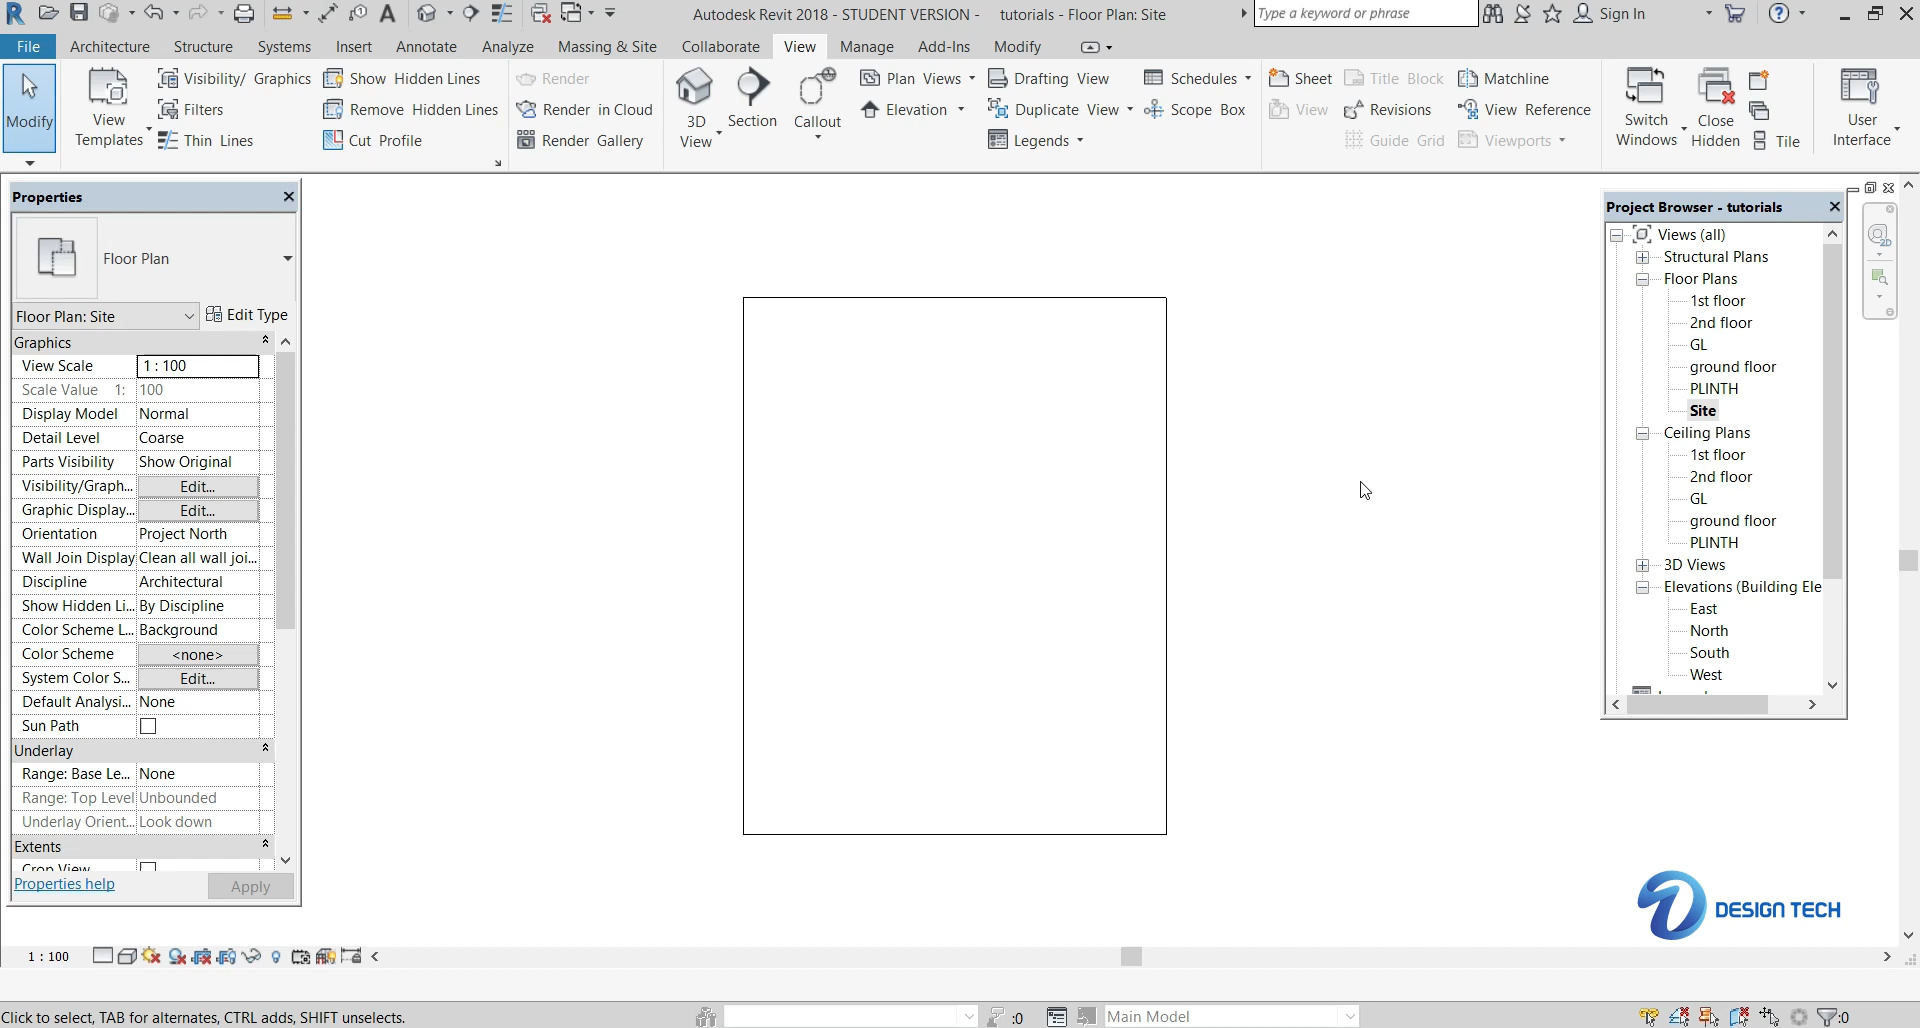 Autodesk Revit 2018 - STUDENT VERSION - tutorials - Floor Plan: Site
Type a keyword or phrase
Sign In
File Architecture Structure Systems Insert Annotate Analyze Massing & Site Collaborate View Manage Add-Ins Modify
Modify
View Templates
Visibility/ Graphics
Filters
Thin Lines
Show Hidden Lines
Remove Hidden Lines
Cut Profile
Render
Render in Cloud
Render Gallery
3D View
Section
Callout
Plan Views
Elevation
Drafting View
Duplicate View
Legends
Schedules
Scope Box
Sheet
View
Title Block
Revisions
Guide Grid
Matchline
View Reference
Viewports
Switch Windows
Close Hidden
Tile
User Interface
Properties
Floor Plan
Floor Plan: Site
Edit Type
Graphics
View Scale 1 : 100
Scale Value 1: 100
Display Model Normal
Detail Level Coarse
Parts Visibility Show Original
Visibility/Graph... Edit...
Graphic Display... Edit...
Orientation Project North
Wall Join Display Clean all wall joi...
Discipline Architectural
Show Hidden Li... By Discipline
Color Scheme L... Background
Color Scheme <none>
System Color S... Edit...
Default Analysi... None
Sun Path
Underlay
Range: Base Le... None
Range: Top Level Unbounded
Underlay Orient... Look down
Extents
Crop View
Properties help
Apply
Project Browser - tutorials
Views (all)
Structural Plans
Floor Plans
1st floor
2nd floor
GL
ground floor
PLINTH
Site
Ceiling Plans
1st floor
2nd floor
GL
ground floor
PLINTH
3D Views
Elevations (Building Ele
East
North
South
West
2D
DESIGN TECH
1 : 100
Click to select, TAB for alternates, CTRL adds, SHIFT unselects.
:0
Main Model
:0